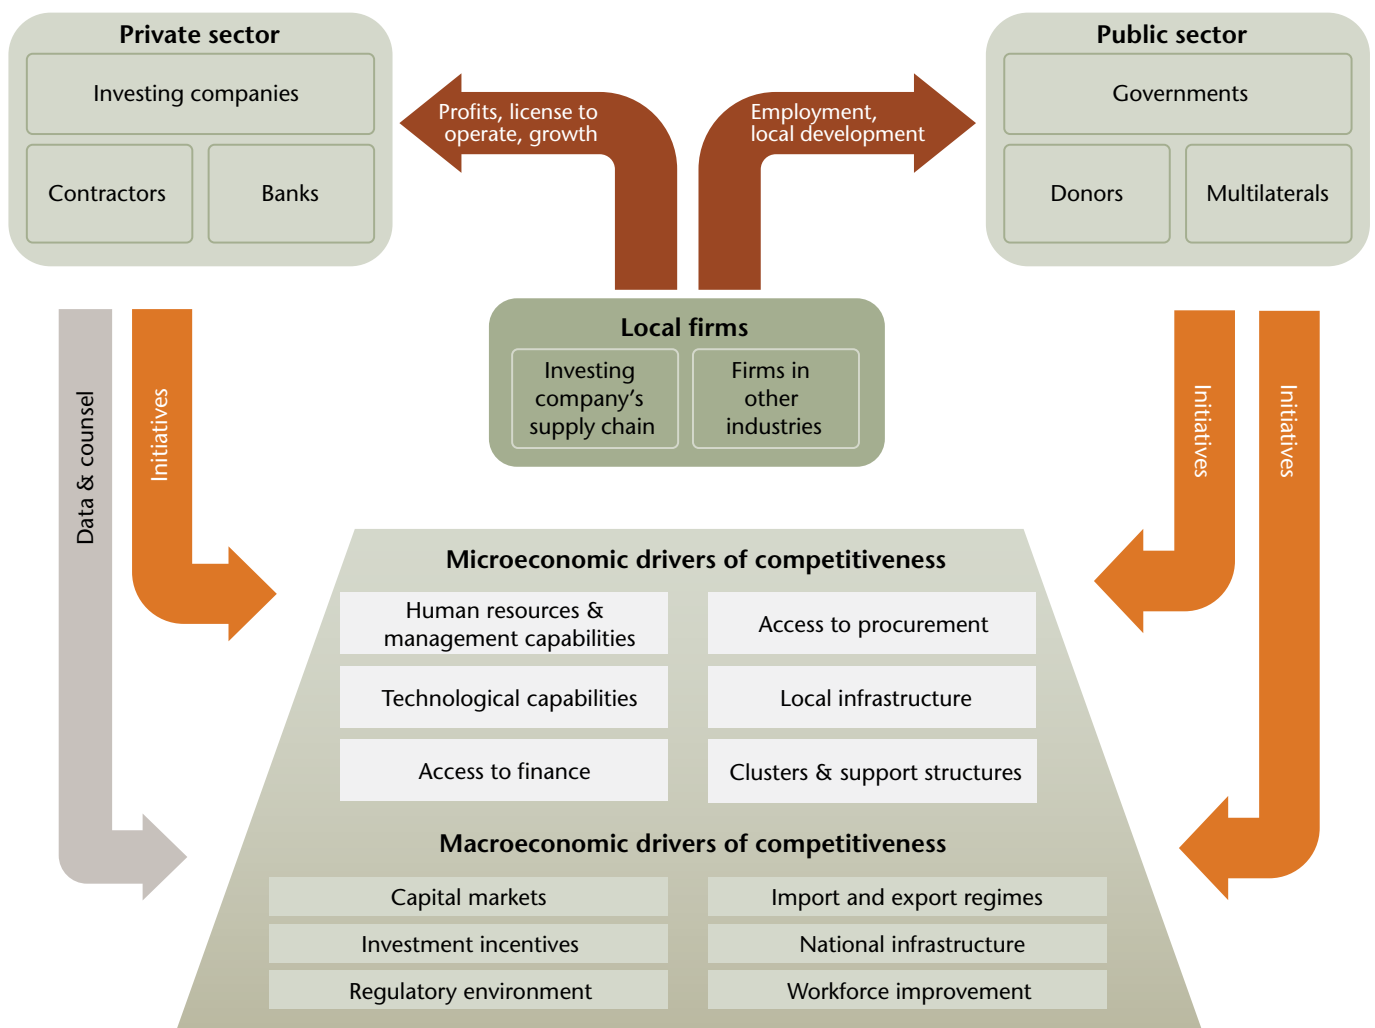 Private sector
Investing companies
Contractors
Banks
Profits, license to
operate, growth
Employment,
local development
Public sector
Governments
Donors
Multilaterals
Local firms
Investing
company’s
supply chain
Firms in
other
industries
Data & counsel
Initiatives
Initiatives
Initiatives
Microeconomic drivers of competitiveness
Human resources &
management capabilities
Access to procurement
Technological capabilities
Local infrastructure
Access to finance
Clusters & support structures
Macroeconomic drivers of competitiveness
Capital markets
Import and export regimes
Investment incentives
National infrastructure
Regulatory environment
Workforce improvement